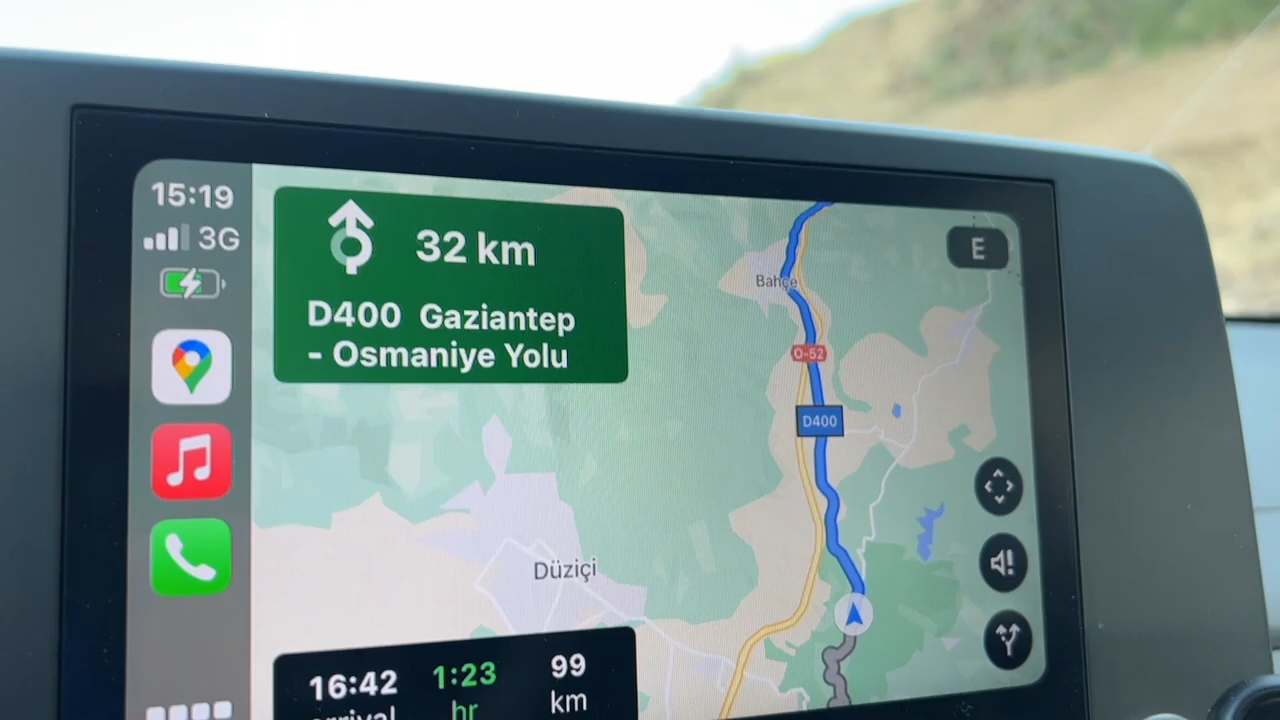 15:19
3G
32 km
D400 Gaziantep
- Osmaniye Yolu
E
Bahçe
O-52
D400
Düziçi
16:42 1:23 99
arrival hr km